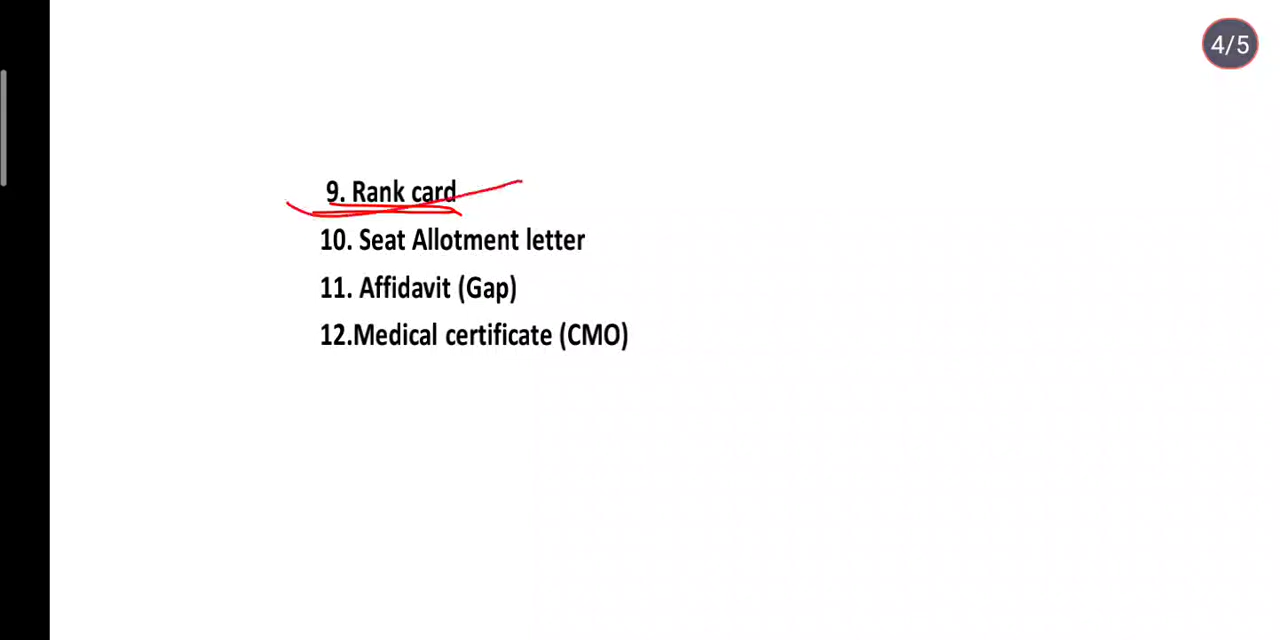 4/5
9. Rank card
10. Seat Allotment letter
11. Affidavit (Gap)
12.Medical certificate (CMO)